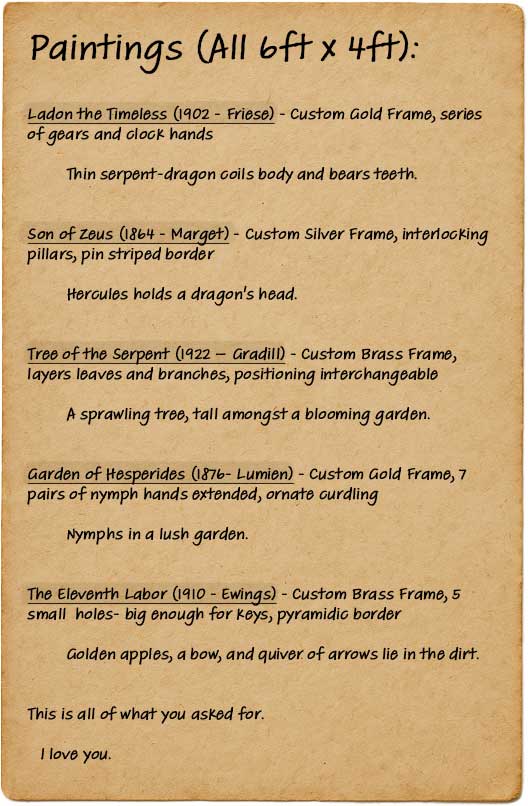 Paintings (All 6ft x 4ft):
Ladon the Timeless (1902 - Friese) - Custom Gold Frame, series
of gears and clock hands
Thin serpent-dragon coils body and bears teeth.
Son of Zeus (1864 - Marget) - Custom Silver Frame, interlocking
pillars, pin striped border
Hercules holds a dragon's head.
Tree of the Serpent (1922 – Gradill) - Custom Brass Frame,
layers leaves and branches, positioning interchangeable
A sprawling tree, tall amongst a blooming garden.
Garden of Hesperides (1876- Lumien) - Custom Gold Frame, 7
pairs of nymph hands extended, ornate curdling
Nymphs in a lush garden.
The Eleventh Labor (1910 - Ewings) - Custom Brass Frame, 5
small holes- big enough for keys, pyramidic border
Golden apples, a bow, and quiver of arrows lie in the dirt.
This is all of what you asked for.
I love you.